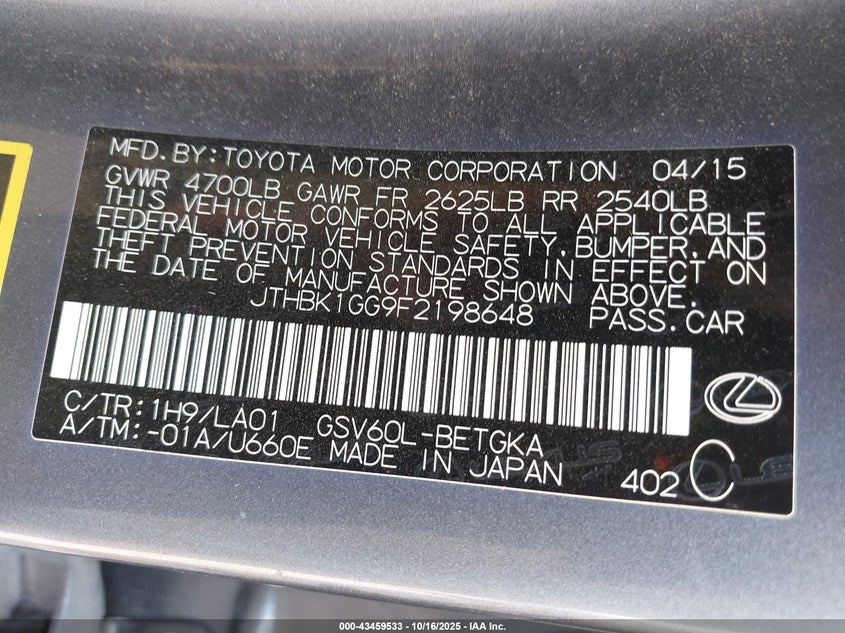 MFD.BY:TOYOTA MOTOR CORPORATION 04/15
GVWR 4700LB GAWR FR 2625LB RR 2540LB
THIS VEHICLE CONFORMS TO ALL APPLICABLE
FEDERAL MOTOR VEHICLE SAFETY, BUMPER, AND
THEFT PREVENTION STANDARDS IN EFFECT ON
THE DATE OF MANUFACTURE SHOWN ABOVE.
JTHBK1GG9F2198648 PASS.CAR
C/TR:1H9/LA01 GSV60L-BETGKA
A/TM:-01A/U660E MADE IN JAPAN 402 C
000-43459533 - 10/16/2025 - IAA Inc.